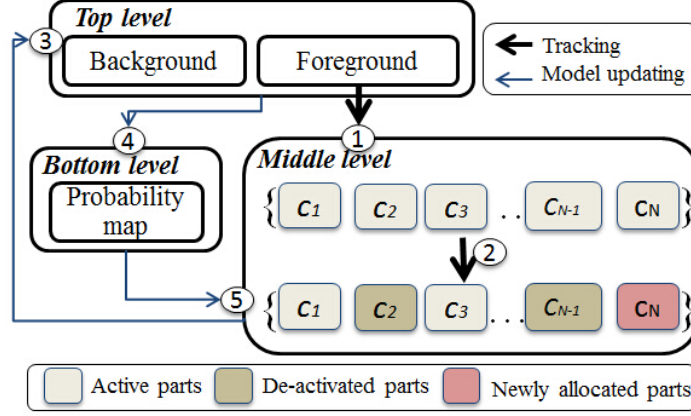 Top level
3
Background
Foreground
Tracking
Model updating
4
1
Bottom level
Probability
map
Middle level
{ C1 C2 C3 . . CN-1 CN }
2
5
{ C1 C2 C3 . . . CN-1 CN }
Active parts
De-activated parts
Newly allocated parts